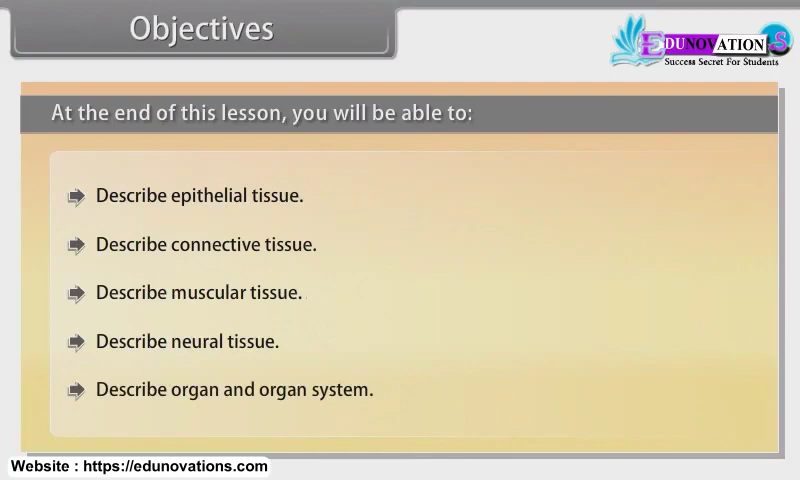 Objectives
EDUNOVATIONS
Success Secret For Students
At the end of this lesson, you will be able to:
Describe epithelial tissue.
Describe connective tissue.
Describe muscular tissue.
Describe neural tissue.
Describe organ and organ system.
Website : https://edunovations.com